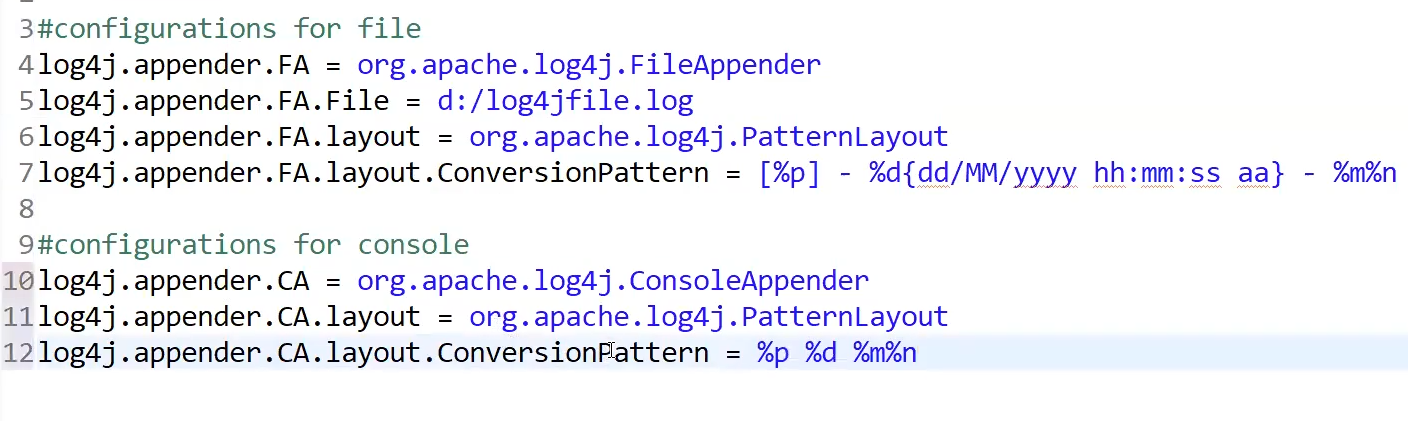 3#configurations for file
4log4j.appender.FA = org.apache.log4j.FileAppender
5log4j.appender.FA.File = d:/log4jfile.log
6log4j.appender.FA.layout = org.apache.log4j.PatternLayout
7log4j.appender.FA.layout.ConversionPattern = [%p] - %d{dd/MM/yyyy hh:mm:ss aa} - %m%n
8
9#configurations for console
10log4j.appender.CA = org.apache.log4j.ConsoleAppender
11log4j.appender.CA.layout = org.apache.log4j.PatternLayout
12log4j.appender.CA.layout.ConversionPattern = %p %d %m%n